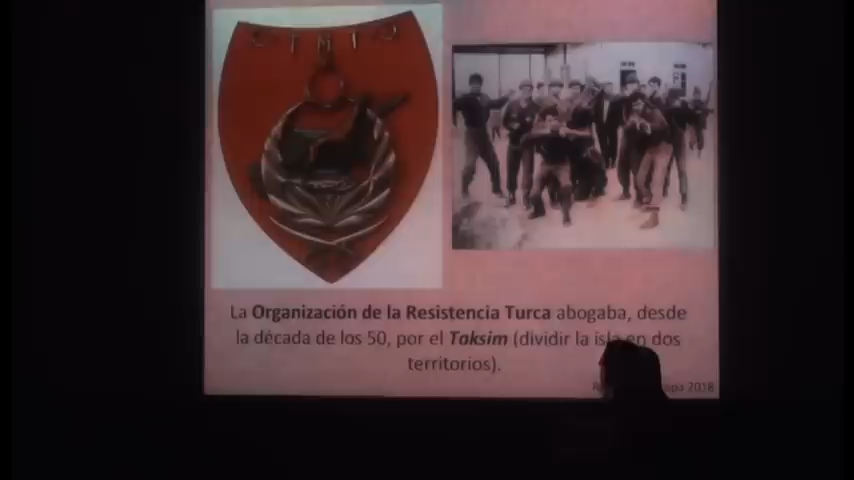 La Organización de la Resistencia Turca abogaba, desde
la década de los 50, por el Taksim (dividir la isla en dos
territorios).
2018